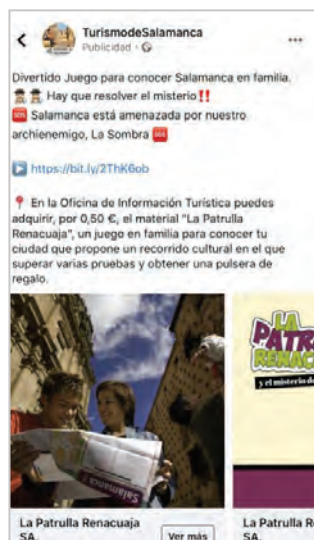 TurismodeSalamanca
Publicidad ·
Divertido Juego para conocer Salamanca en familia.
Hay que resolver el misterio‼️
🆘 Salamanca está amenazada por nuestro
archienemigo, La Sombra 🆘
https://bit.ly/2ThK6ob
En la Oficina de Información Turística puedes
adquirir, por 0,50 €, el material "La Patrulla
Renacuaja", un juego en familia para conocer tu
ciudad que propone un recorrido cultural en el que
superar varias pruebas y obtener una pulsera de
regalo.
Salamanca
LA
y el misterio de
La Patrulla Renacuaja
SA.
Ver más
La Patrulla Re
SA.